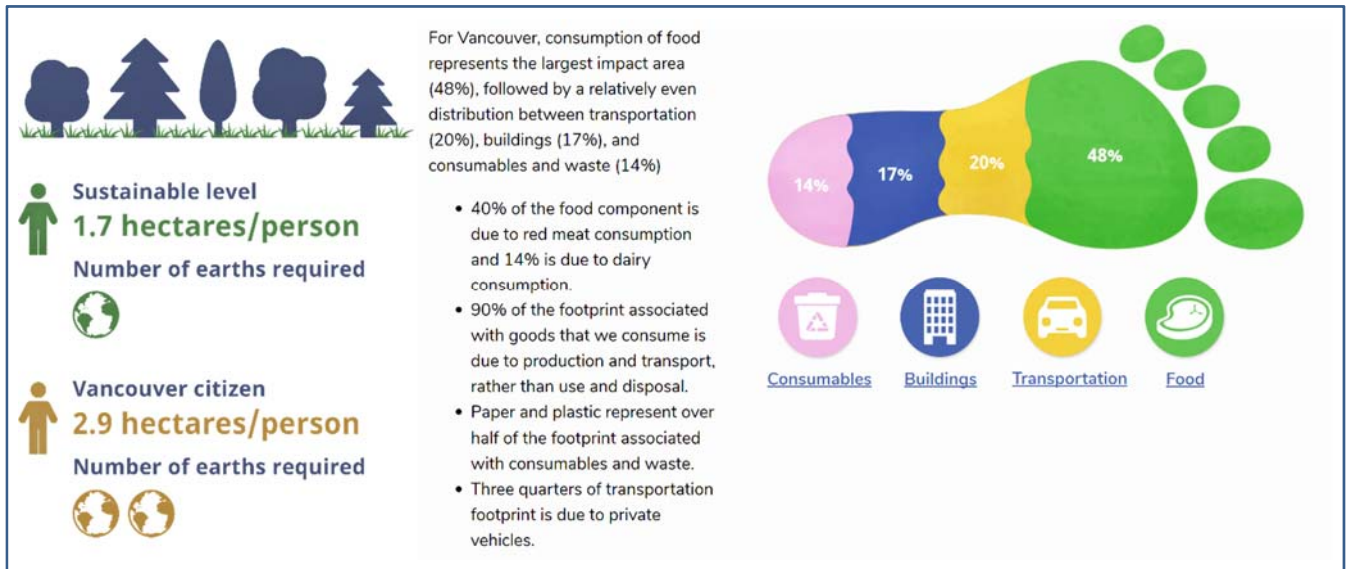 Sustainable level
1.7 hectares/person
Number of earths required
Vancouver citizen
2.9 hectares/person
Number of earths required
For Vancouver, consumption of food
represents the largest impact area
(48%), followed by a relatively even
distribution between transportation
(20%), buildings (17%), and
consumables and waste (14%)
• 40% of the food component is
due to red meat consumption
and 14% is due to dairy
consumption.
• 90% of the footprint associated
with goods that we consume is
due to production and transport,
rather than use and disposal.
• Paper and plastic represent over
half of the footprint associated
with consumables and waste.
• Three quarters of transportation
footprint is due to private
vehicles.
14%
17%
20%
48%
Consumables
Buildings
Transportation
Food